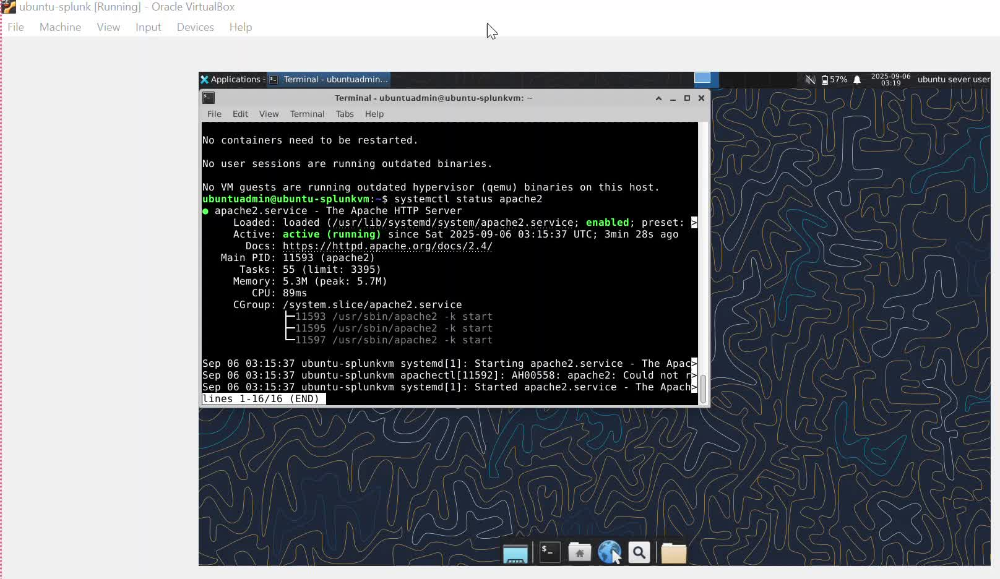 ubuntu-splunk [Running] - Oracle VirtualBox
File Machine View Input Devices Help
Applications Terminal - ubuntuadmin... 57% 2025-09-06 03:19 ubuntu sever user
Terminal - ubuntuadmin@ubuntu-splunkvm: ~
File Edit View Terminal Tabs Help
No containers need to be restarted.
No user sessions are running outdated binaries.
No VM guests are running outdated hypervisor (qemu) binaries on this host.
ubuntuadmin@ubuntu-splunkvm:~$ systemctl status apache2
● apache2.service - The Apache HTTP Server
Loaded: loaded (/usr/lib/systemd/system/apache2.service; enabled; preset: >
Active: active (running) since Sat 2025-09-06 03:15:37 UTC; 3min 28s ago
Docs: https://httpd.apache.org/docs/2.4/
Main PID: 11593 (apache2)
Tasks: 55 (limit: 3395)
Memory: 5.3M (peak: 5.7M)
CPU: 89ms
CGroup: /system.slice/apache2.service
├─11593 /usr/sbin/apache2 -k start
├─11595 /usr/sbin/apache2 -k start
└─11597 /usr/sbin/apache2 -k start
Sep 06 03:15:37 ubuntu-splunkvm systemd[1]: Starting apache2.service - The Apac>
Sep 06 03:15:37 ubuntu-splunkvm apachectl[11592]: AH00558: apache2: Could not r>
Sep 06 03:15:37 ubuntu-splunkvm systemd[1]: Started apache2.service - The Apach>
lines 1-16/16 (END)